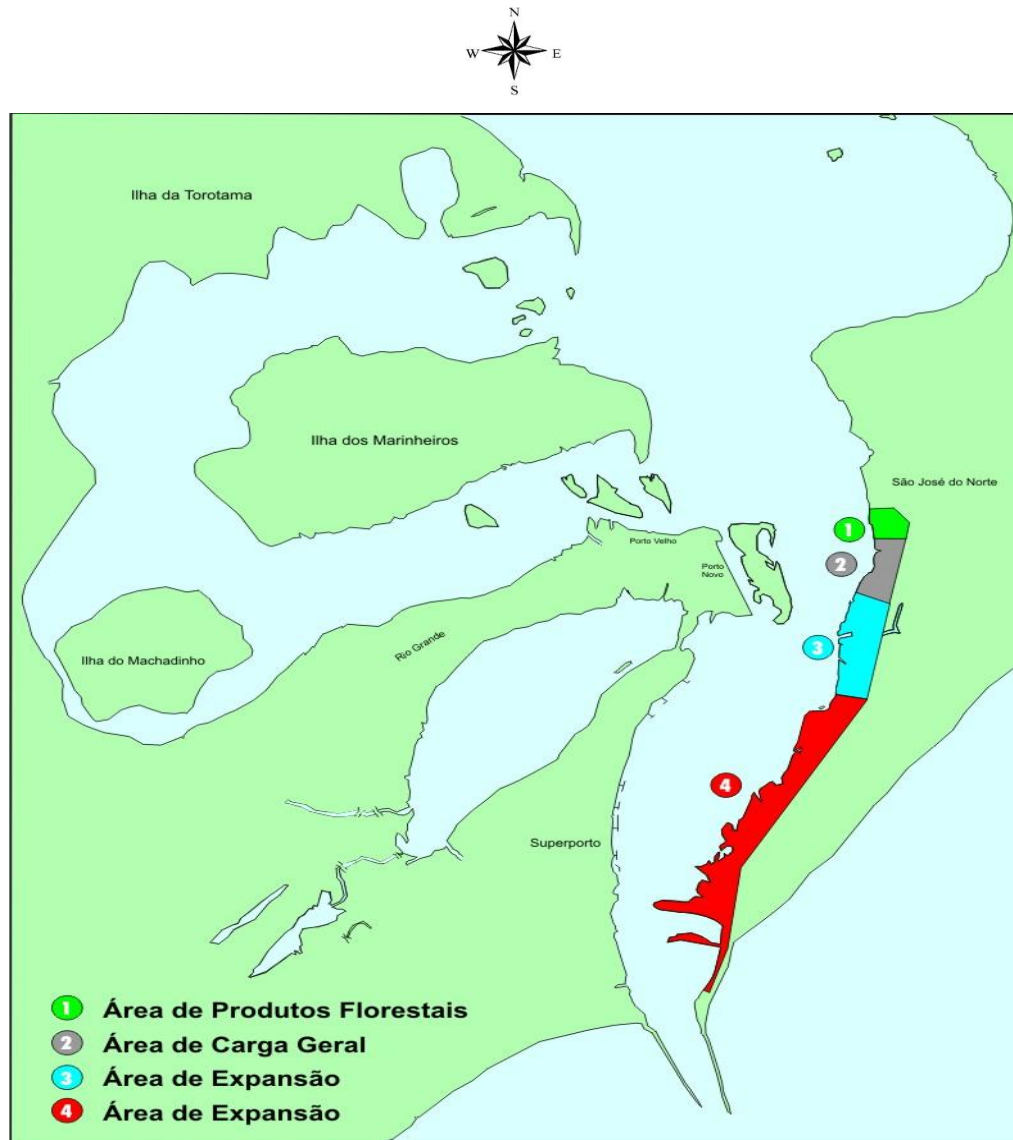 N
W E
S
Ilha da Torotama
Ilha dos Marinheiros
São José do Norte
1
Porto Velho
2
Porto
Novo
Rio Grande
3
Ilha do Machadinho
4
Superporto
1 Área de Produtos Florestais
2 Área de Carga Geral
3 Área de Expansão
4 Área de Expansão